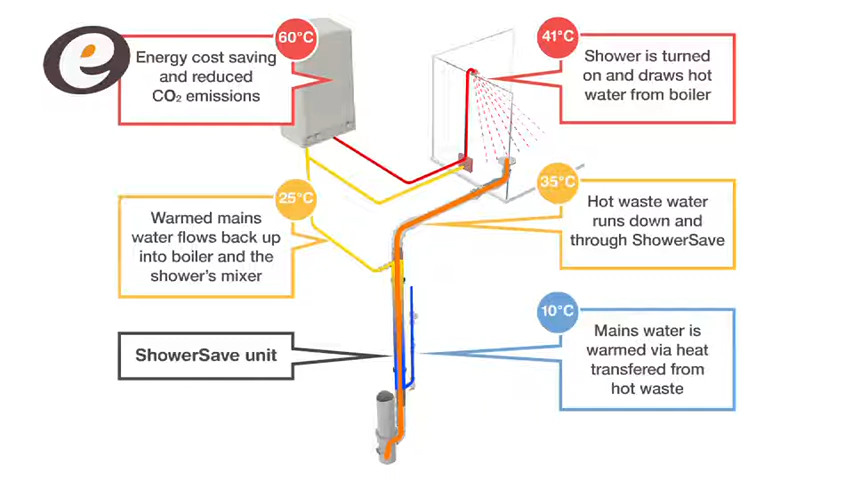 60°C
Energy cost saving
and reduced
CO₂ emissions
41°C
Shower is turned
on and draws hot
water from boiler
25°C
Warmed mains
water flows back up
into boiler and the
shower's mixer
35°C
Hot waste water
runs down and
through ShowerSave
ShowerSave unit
10°C
Mains water is
warmed via heat
transfered from
hot waste
e